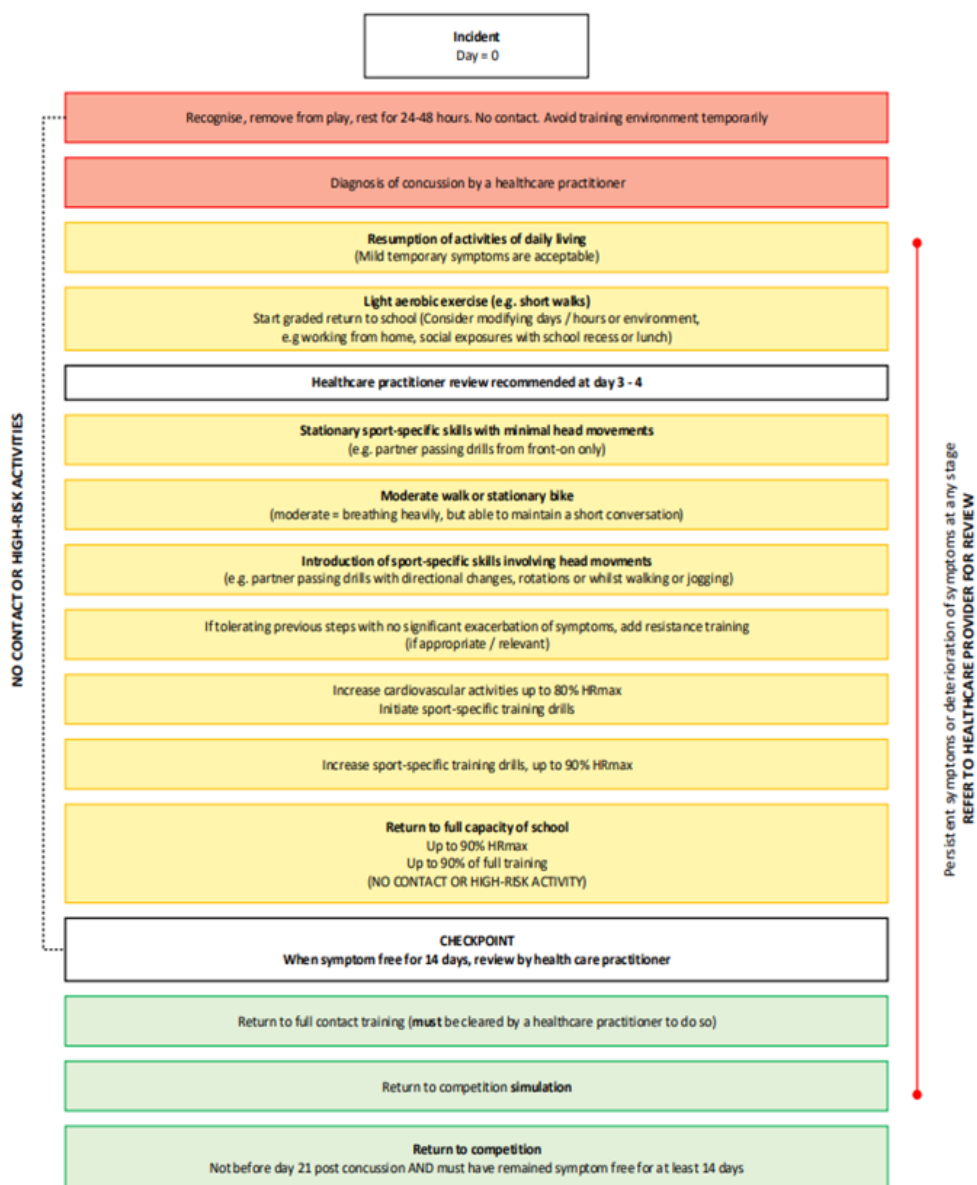 Incident
Day = 0
Recognise, remove from play, rest for 24-48 hours. No contact. Avoid training environment temporarily
Diagnosis of concussion by a healthcare practitioner
Resumption of activities of daily living
(Mild temporary symptoms are acceptable)
Light aerobic exercise (e.g. short walks)
Start graded return to school (Consider modifying days / hours or environment,
e.g working from home, social exposures with school recess or lunch)
Healthcare practitioner review recommended at day 3 - 4
Stationary sport-specific skills with minimal head movements
(e.g. partner passing drills from front-on only)
Moderate walk or stationary bike
(moderate = breathing heavily, but able to maintain a short conversation)
Introduction of sport-specific skills involving head movments
(e.g. partner passing drills with directional changes, rotations or whilst walking or jogging)
If tolerating previous steps with no significant exacerbation of symptoms, add resistance training
(if appropriate / relevant)
Increase cardiovascular activities up to 80% HRmax
Initiate sport-specific training drills
Increase sport-specific training drills, up to 90% HRmax
Return to full capacity of school
Up to 90% HRmax
Up to 90% of full training
(NO CONTACT OR HIGH-RISK ACTIVITY)
CHECKPOINT
When symptom free for 14 days, review by health care practitioner
Return to full contact training (must be cleared by a healthcare practitioner to do so)
Return to competition simulation
Return to competition
Not before day 21 post concussion AND must have remained symptom free for at least 14 days
NO CONTACT OR HIGH-RISK ACTIVITIES
Persistent symptoms or deterioration of symptoms at any stage
REFER TO HEALTHCARE PROVIDER FOR REVIEW